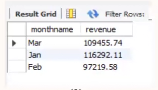 Result Grid Filter Rows:
monthname revenue
Mar 109455.74
Jan 116292.11
Feb 97219.58